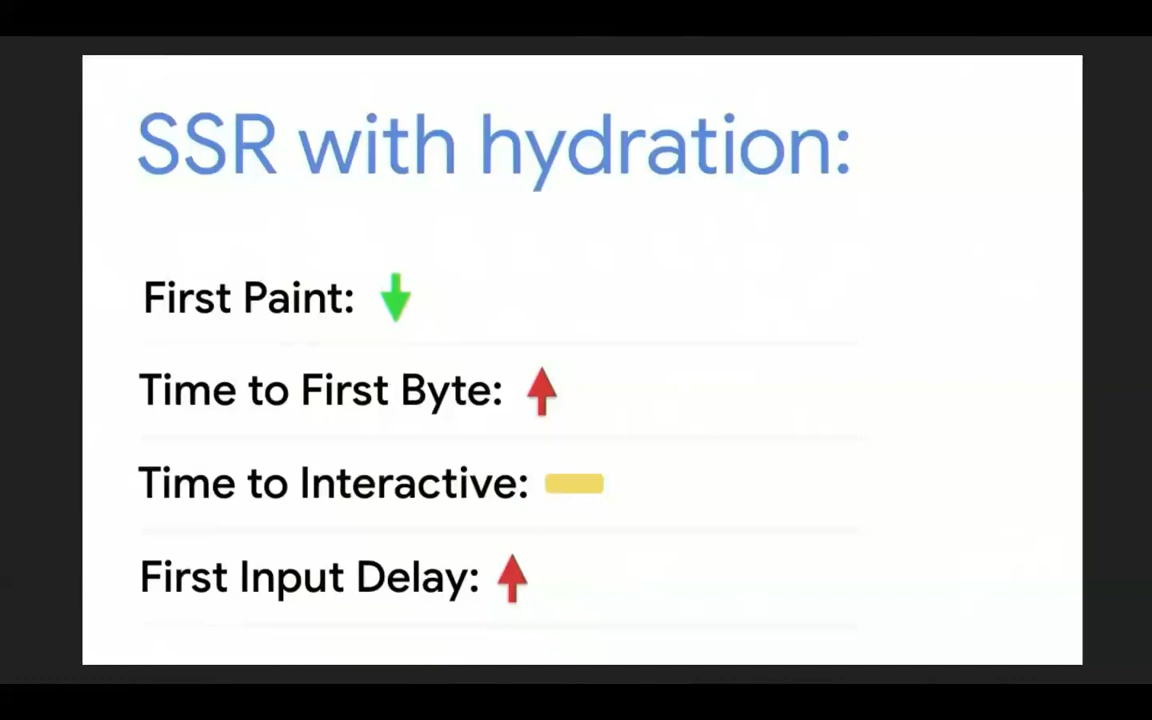 SSR with hydration:
First Paint:
Time to First Byte:
Time to Interactive:
First Input Delay: